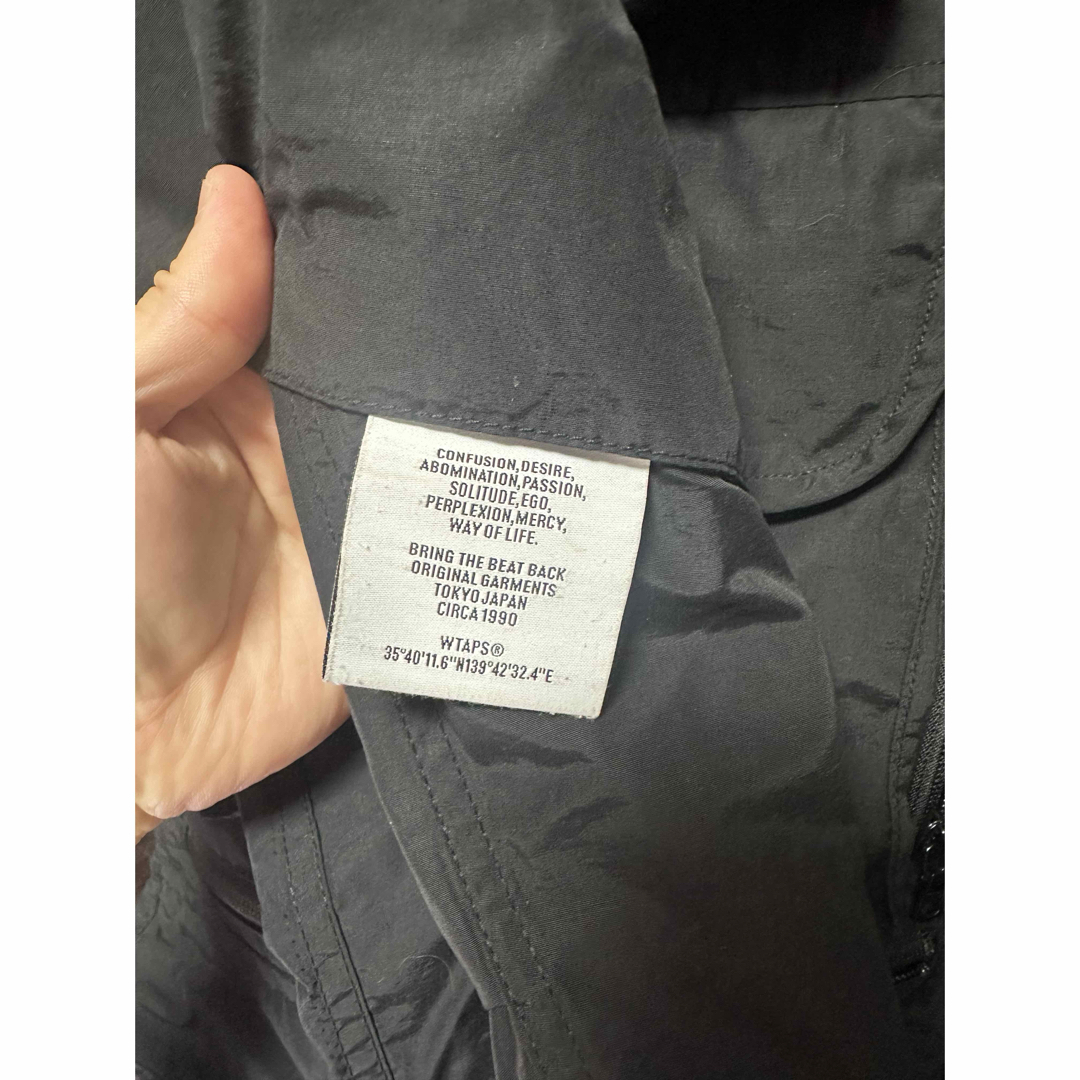 CONFUSION,DESIRE,
ABOMINATION,PASSION,
SOLITUDE,EGO,
PERPLEXION,MERCY,
WAY OF LIFE.
BRING THE BEAT BACK
ORIGINAL GARMENTS
TOKYO JAPAN
CIRCA 1990
WTAPS®
35°40'11.6"N139°42'32.4"E